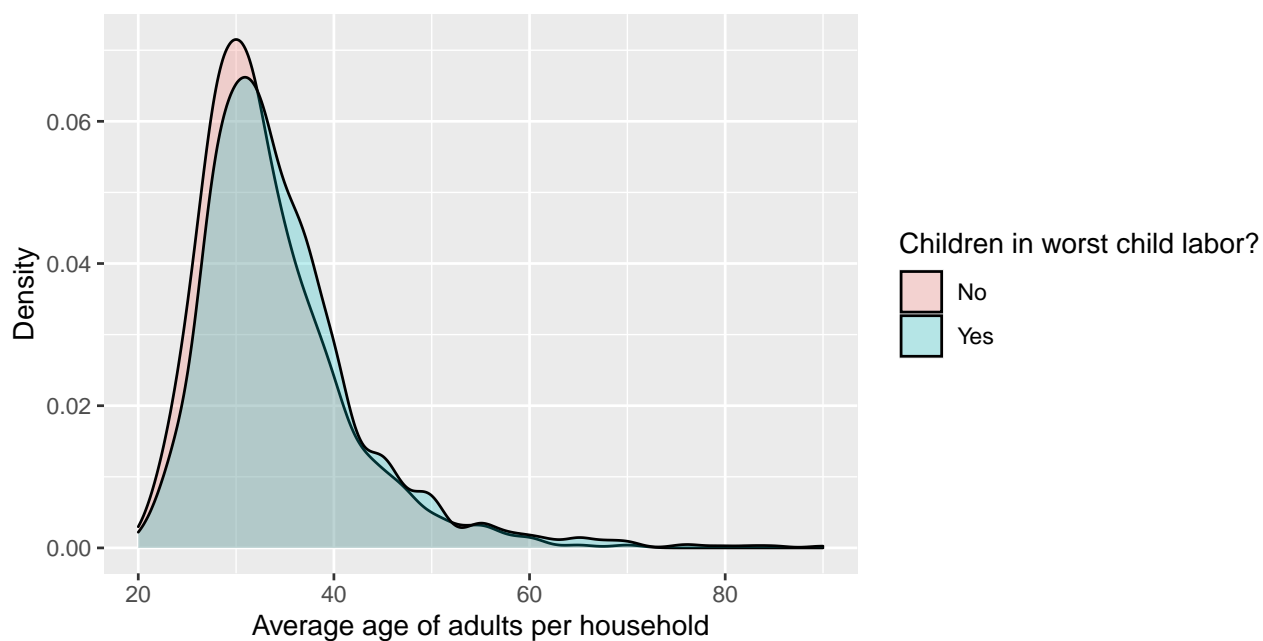 0.06
0.04
0.02
0.00
Density
20 40 60 80
Average age of adults per household
Children in worst child labor?
No
Yes